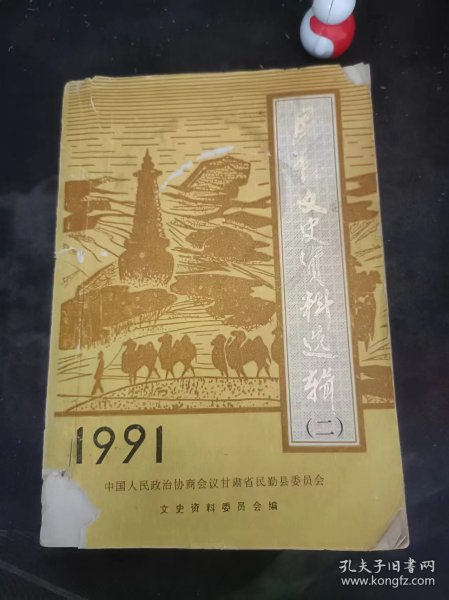 民勤文史资料选辑
（二）
1991
中国人民政治协商会议甘肃省民勤县委员会
文史资料委员会编
孔夫子旧书网
www.kongfz.com